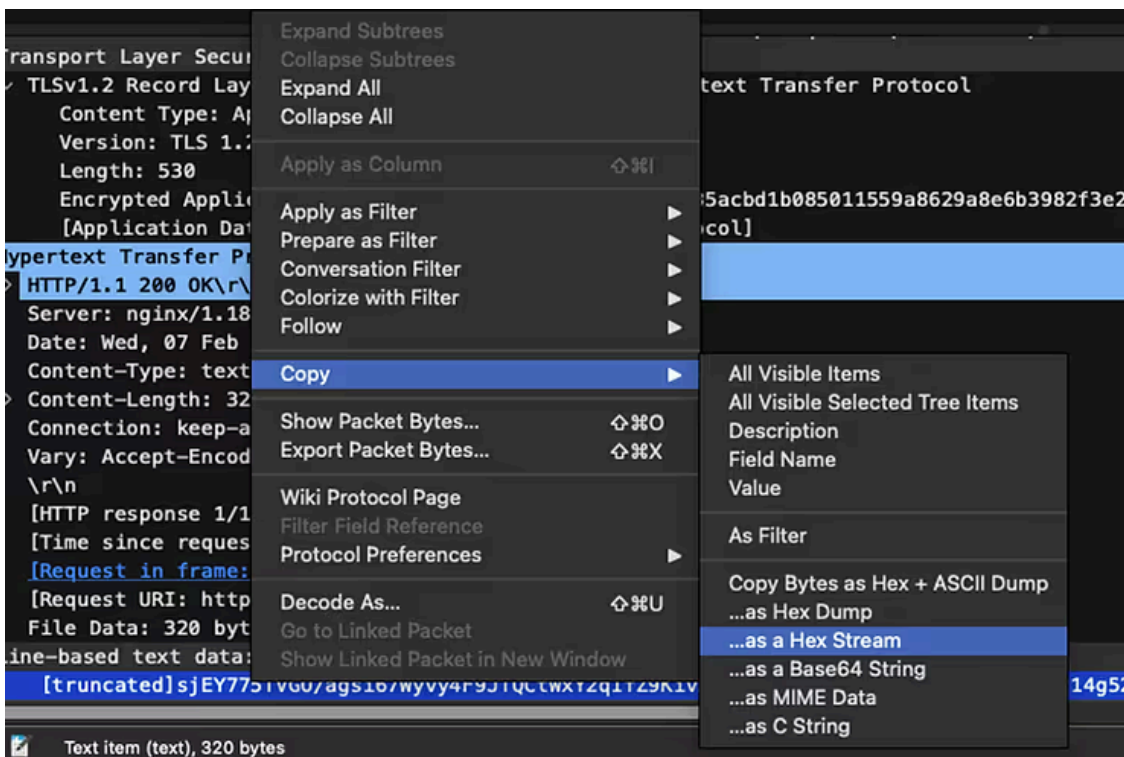 Transport Layer Secur
TLSv1.2 Record Lay
text Transfer Protocol
Content Type: Ap
Version: TLS 1.2
Length: 530
Encrypted Applic
5acbd1b085011559a8629a8e6b3982f3e2
[Application Dat
col]
ypertext Transfer Pr
HTTP/1.1 200 OK\r\
Server: nginx/1.18
Date: Wed, 07 Feb
Content-Type: text
Content-Length: 32
Connection: keep-a
Vary: Accept-Encod
\r\n
[HTTP response 1/1
[Time since reques
[Request in frame:
[Request URI: http
File Data: 320 byt
ine-based text data:
[truncated]
14g52
Text item (text), 320 bytes
Expand Subtrees
Collapse Subtrees
Expand All
Collapse All
Apply as Column ⇧⌘I
Apply as Filter ▶
Prepare as Filter ▶
Conversation Filter ▶
Colorize with Filter ▶
Follow ▶
Copy ▶
Show Packet Bytes... ⇧⌘O
Export Packet Bytes... ⇧⌘X
Wiki Protocol Page
Filter Field Reference
Protocol Preferences ▶
Decode As... ⇧⌘U
Go to Linked Packet
Show Linked Packet in New Window
All Visible Items
All Visible Selected Tree Items
Description
Field Name
Value
As Filter
Copy Bytes as Hex + ASCII Dump
...as Hex Dump
...as a Hex Stream
...as a Base64 String
...as MIME Data
...as C String